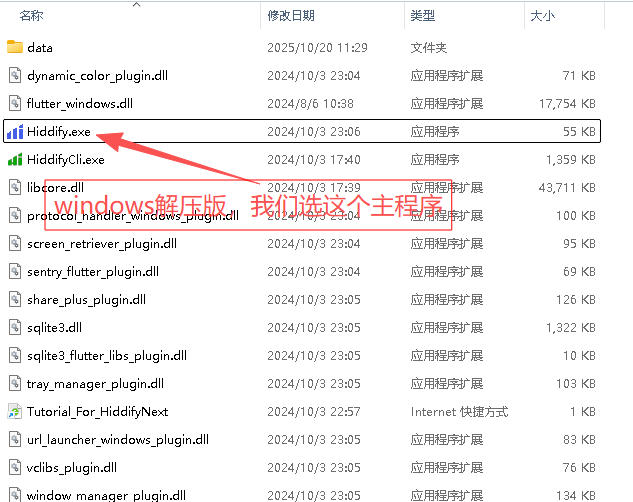 名称 修改日期 类型 大小
data 2025/10/20 11:29 文件夹
dynamic_color_plugin.dll 2024/10/3 23:04 应用程序扩展 71 KB
flutter_windows.dll 2024/8/6 10:38 应用程序扩展 17,754 KB
Hiddify.exe 2024/10/3 23:06 应用程序 55 KB
HiddifyCli.exe 2024/10/3 17:40 应用程序 1,359 KB
libcore.dll 2024/10/3 17:39 应用程序扩展 43,711 KB
windows解压版，我们选这个主程序
protocol_handler_windows_plugin.dll 2024/10/3 23:04 应用程序扩展 100 KB
screen_retriever_plugin.dll 2024/10/3 23:04 应用程序扩展 95 KB
sentry_flutter_plugin.dll 2024/10/3 23:04 应用程序扩展 69 KB
share_plus_plugin.dll 2024/10/3 23:05 应用程序扩展 126 KB
sqlite3.dll 2024/10/3 23:05 应用程序扩展 1,322 KB
sqlite3_flutter_libs_plugin.dll 2024/10/3 23:05 应用程序扩展 10 KB
tray_manager_plugin.dll 2024/10/3 23:05 应用程序扩展 103 KB
Tutorial_For_HiddifyNext 2024/10/3 22:57 Internet 快捷方式 1 KB
url_launcher_windows_plugin.dll 2024/10/3 23:05 应用程序扩展 83 KB
vclibs_plugin.dll 2024/10/3 23:05 应用程序扩展 76 KB
window_manager_plugin.dll 2024/10/3 23:05 应用程序扩展 134 KB